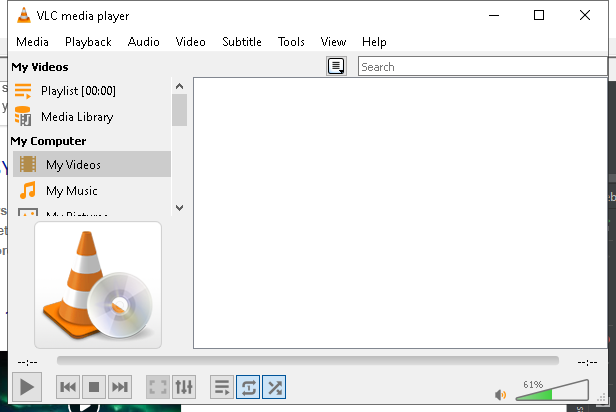 VLC media player
Media Playback Audio Video Subtitle Tools View Help
My Videos
Search
Playlist [00:00]
Media Library
My Computer
My Videos
My Music
My Pictures
--:-- --:--
61%